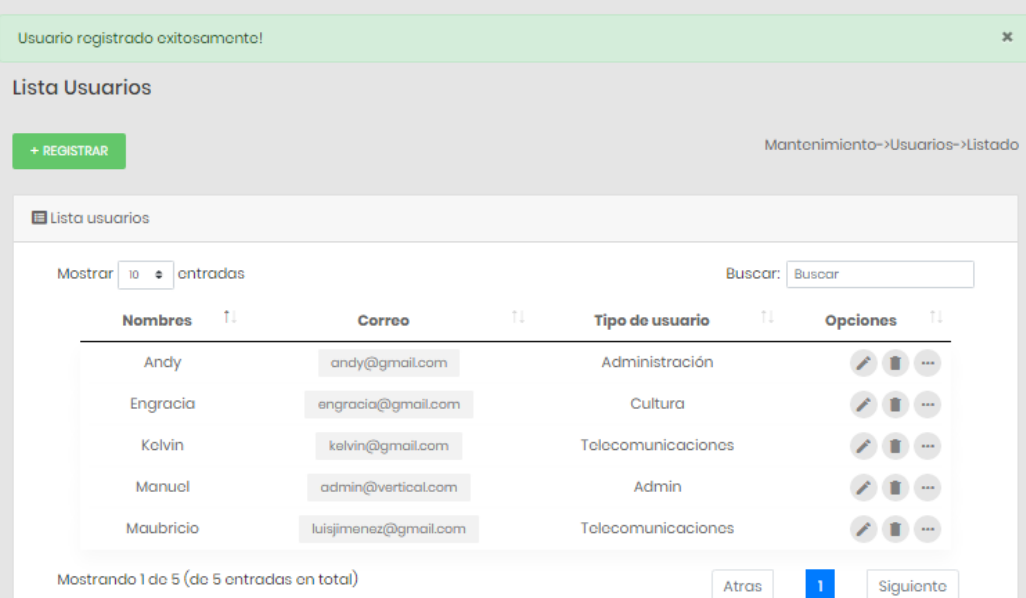 Usuario registrado exitosamente! ×
Lista Usuarios
+ REGISTRAR
Mantenimiento->Usuarios->Listado
Lista usuarios
Mostrar 10 entradas Buscar: Buscar
Nombres Correo Tipo de usuario Opciones
Andy andy@gmail.com Administración
Engracia engracia@gmail.com Cultura
Kelvin kelvin@gmail.com Telecomunicaciones
Manuel admin@vertical.com Admin
Maubricio luisjimenez@gmail.com Telecomunicaciones
Mostrando 1 de 5 (de 5 entradas en total)
Atras 1 Siguiente